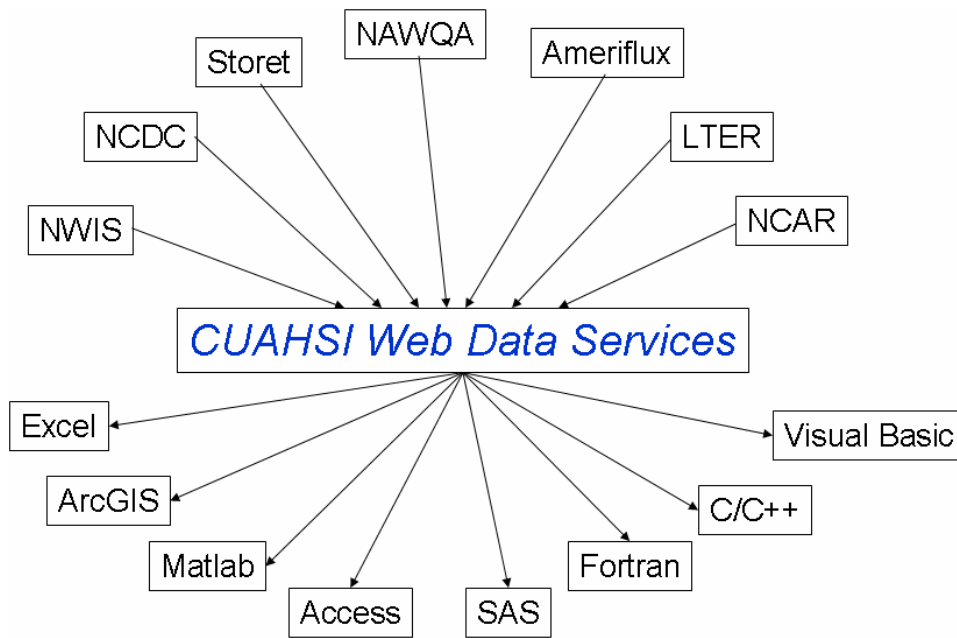 NAWQA
Storet
Ameriflux
NCDC
LTER
NWIS
NCAR
CUAHSI Web Data Services
Excel
Visual Basic
ArcGIS
C/C++
Matlab
Fortran
Access
SAS